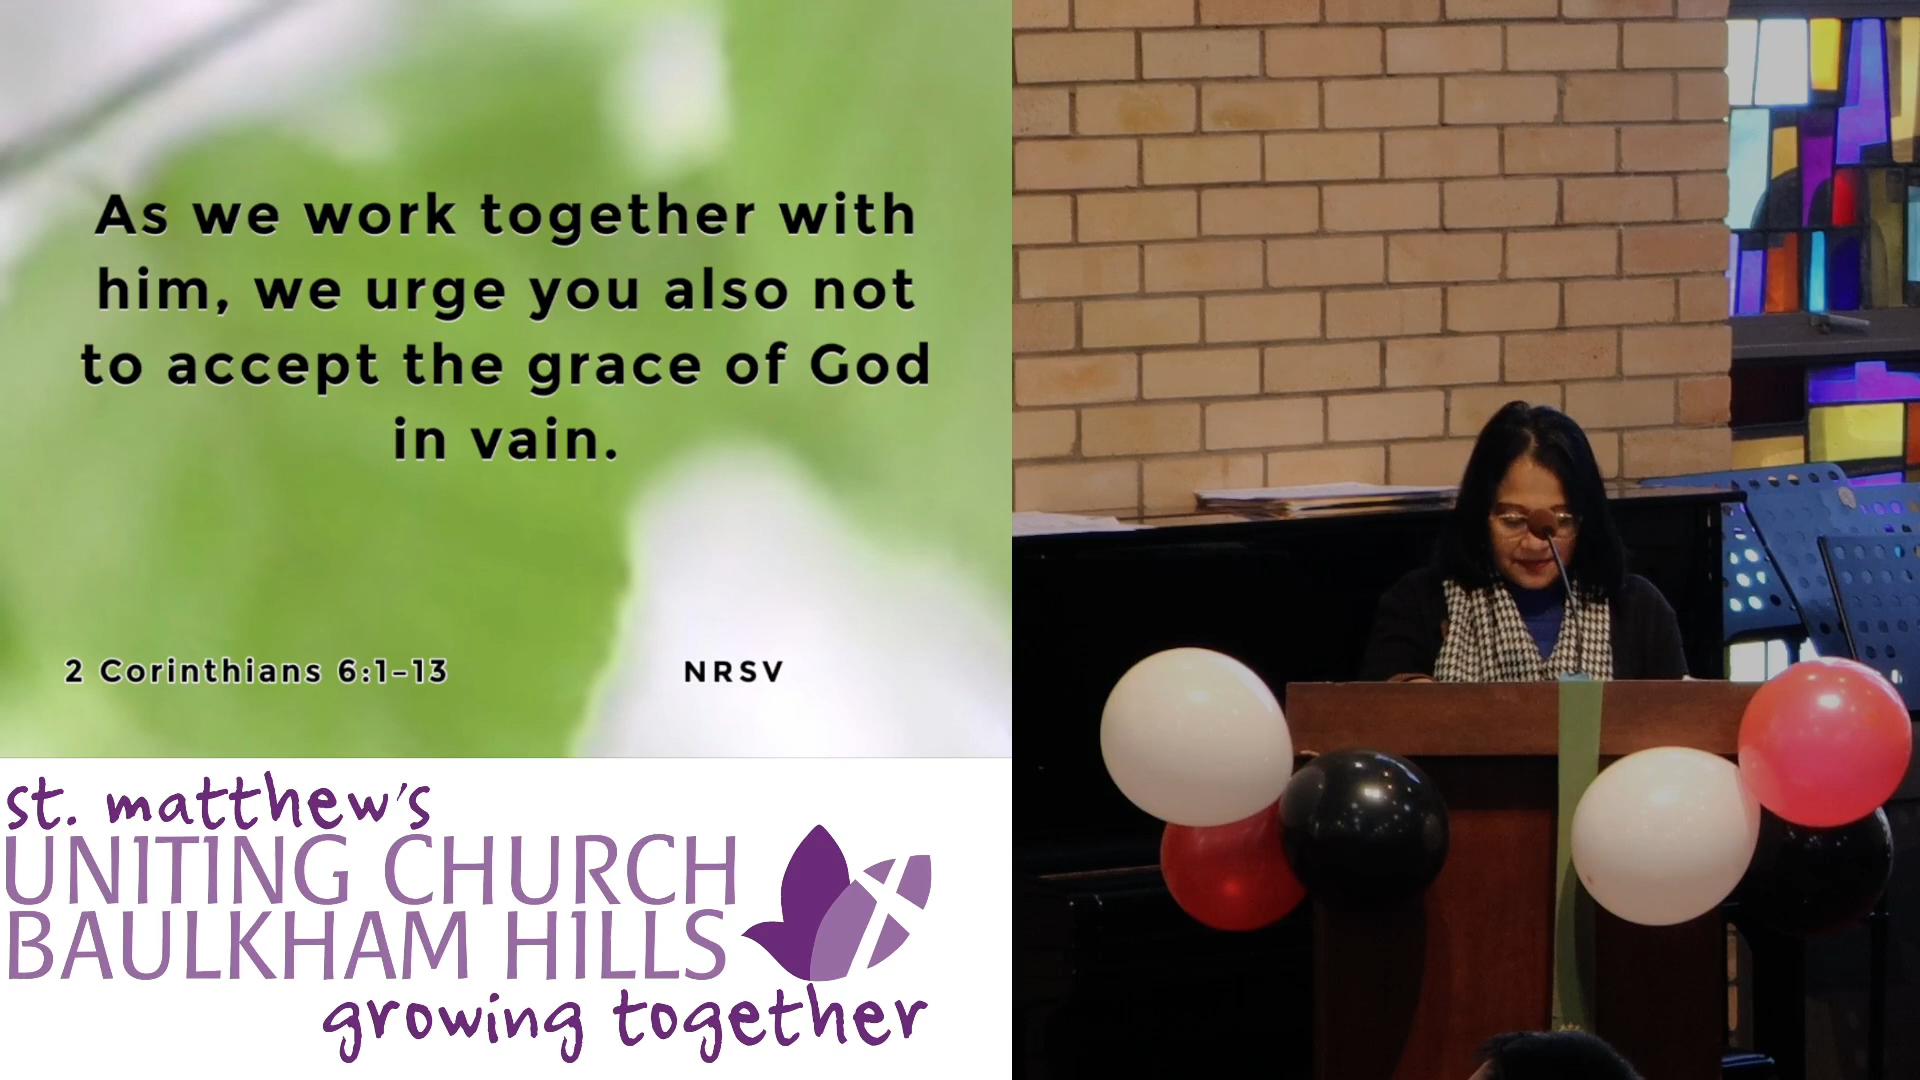 As we work together with
him, we urge you also not
to accept the grace of God
in vain.
2 Corinthians 6:1–13 NRSV
st. matthew's
UNITING CHURCH
BAULKHAM HILLS
growing together